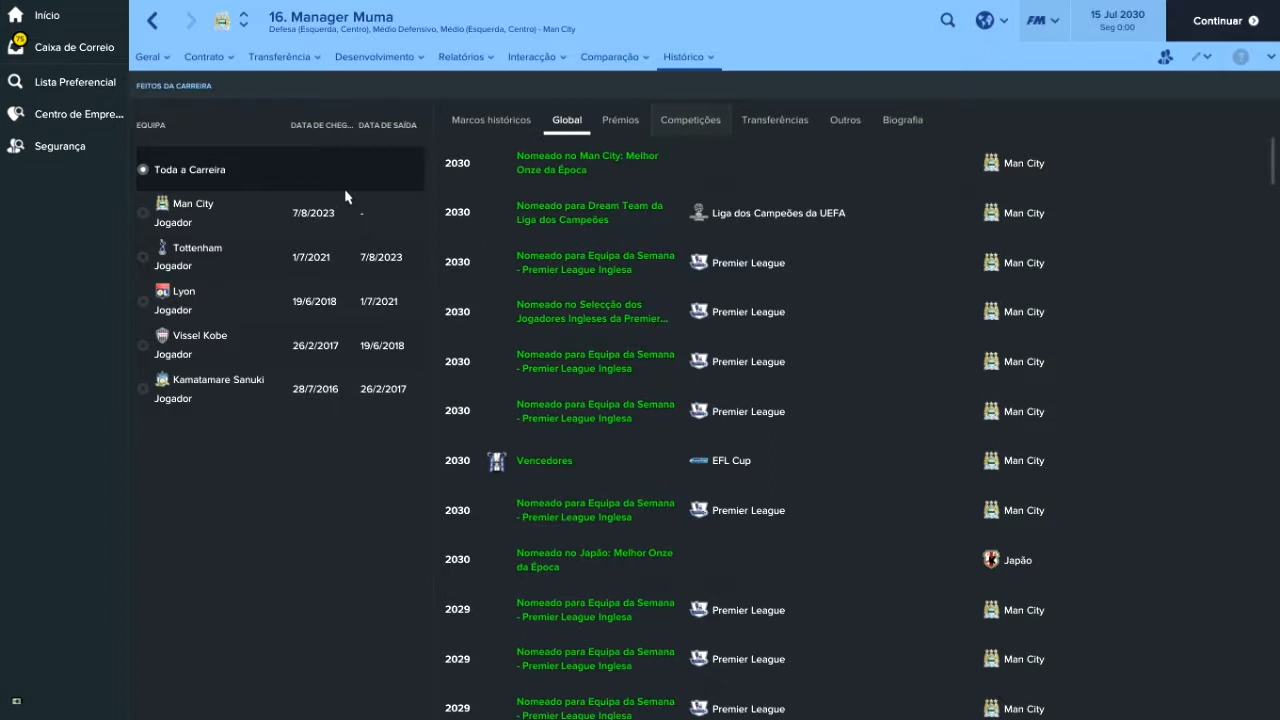 Início
75
Caixa de Correio
Lista Preferencial
Centro de Empre...
Segurança
16. Manager Muma
Defesa (Esquerda, Centro), Médio Defensivo, Médio (Esquerda, Centro) - Man City
FM
15 Jul 2030
Seg 0:00
Continuar
Geral
Contrato
Transferência
Desenvolvimento
Relatórios
Interacção
Comparação
Histórico
FEITOS DA CARREIRA
EQUIPA DATA DE CHEG... DATA DE SAÍDA
Toda a Carreira
Man City
Jogador
7/8/2023 -
Tottenham
Jogador
1/7/2021 7/8/2023
Lyon
Jogador
19/6/2018 1/7/2021
Vissel Kobe
Jogador
26/2/2017 19/6/2018
Kamatamare Sanuki
Jogador
28/7/2016 26/2/2017
Marcos históricos Global Prémios Competições Transferências Outros Biografia
2030 Nomeado no Man City: Melhor
Onze da Época
Man City
2030 Nomeado para Dream Team da
Liga dos Campeões
Liga dos Campeões da UEFA Man City
2030 Nomeado para Equipa da Semana
- Premier League Inglesa
Premier League Man City
2030 Nomeado no Selecção dos
Jogadores Ingleses da Premier...
Premier League Man City
2030 Nomeado para Equipa da Semana
- Premier League Inglesa
Premier League Man City
2030 Nomeado para Equipa da Semana
- Premier League Inglesa
Premier League Man City
2030 Vencedores EFL Cup Man City
2030 Nomeado para Equipa da Semana
- Premier League Inglesa
Premier League Man City
2030 Nomeado no Japão: Melhor Onze
da Época
Japão
2029 Nomeado para Equipa da Semana
- Premier League Inglesa
Premier League Man City
2029 Nomeado para Equipa da Semana
- Premier League Inglesa
Premier League Man City
2029 Nomeado para Equipa da Semana
- Premier League Inglesa
Premier League Man City